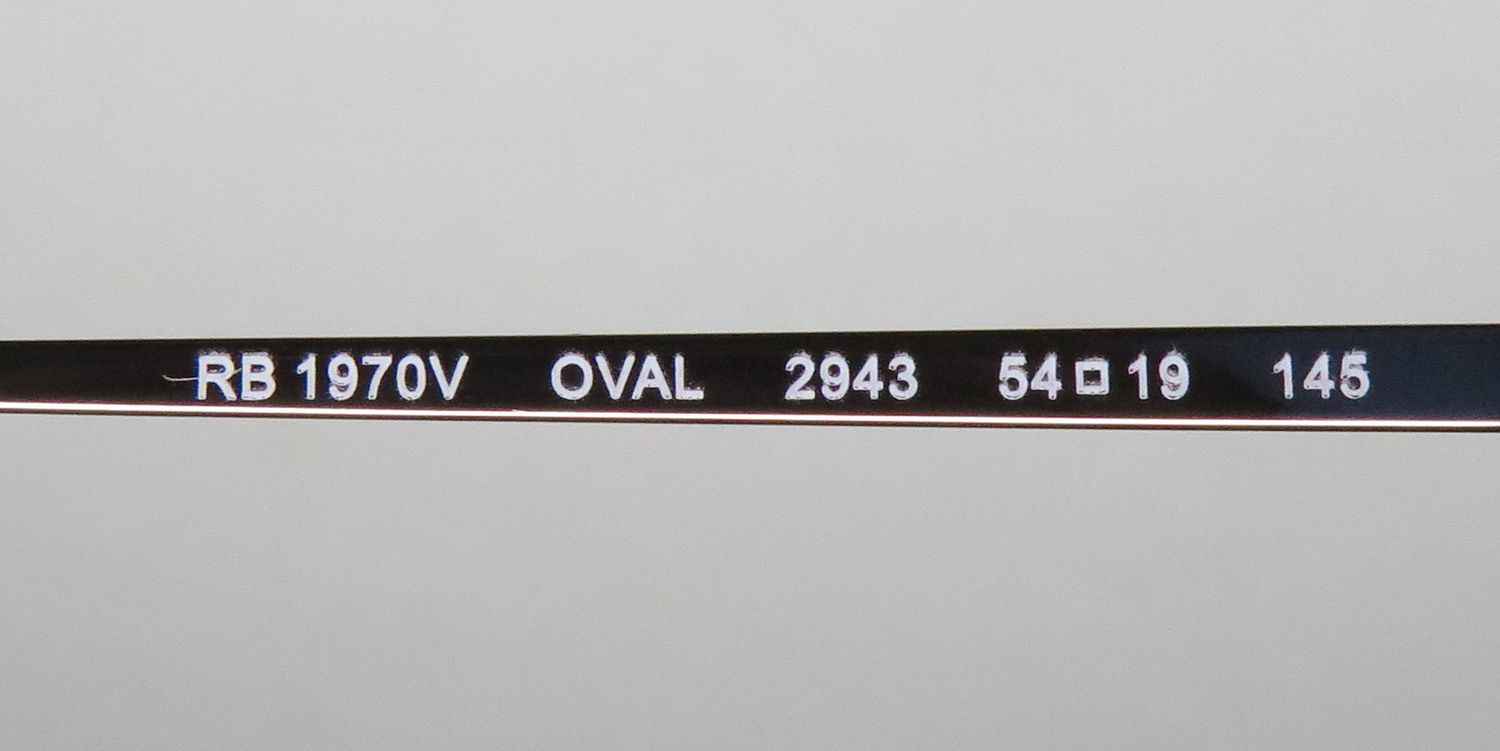 RB 1970V OVAL 2943 54□19 145